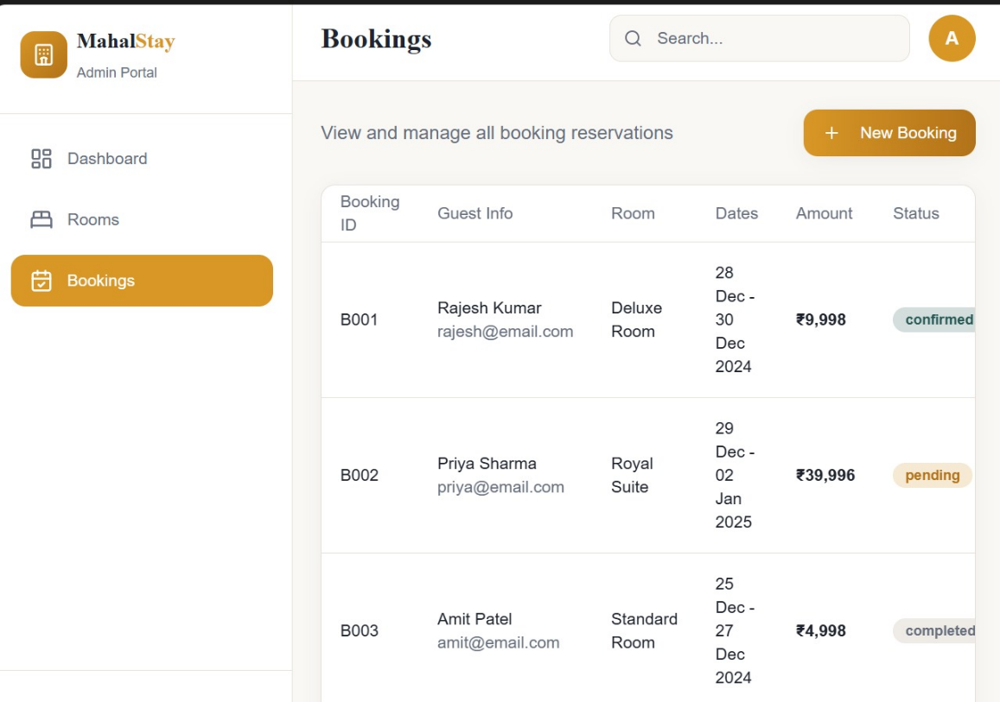 MahalStay
Admin Portal
Dashboard
Rooms
Bookings
Bookings
Search...
A
View and manage all booking reservations
+ New Booking
Booking
ID
Guest Info
Room
Dates
Amount
Status
B001
Rajesh Kumar
rajesh@email.com
Deluxe
Room
28
Dec -
30
Dec
2024
₹9,998
confirmed
B002
Priya Sharma
priya@email.com
Royal
Suite
29
Dec -
02
Jan
2025
₹39,996
pending
B003
Amit Patel
amit@email.com
Standard
Room
25
Dec -
27
Dec
2024
₹4,998
completed